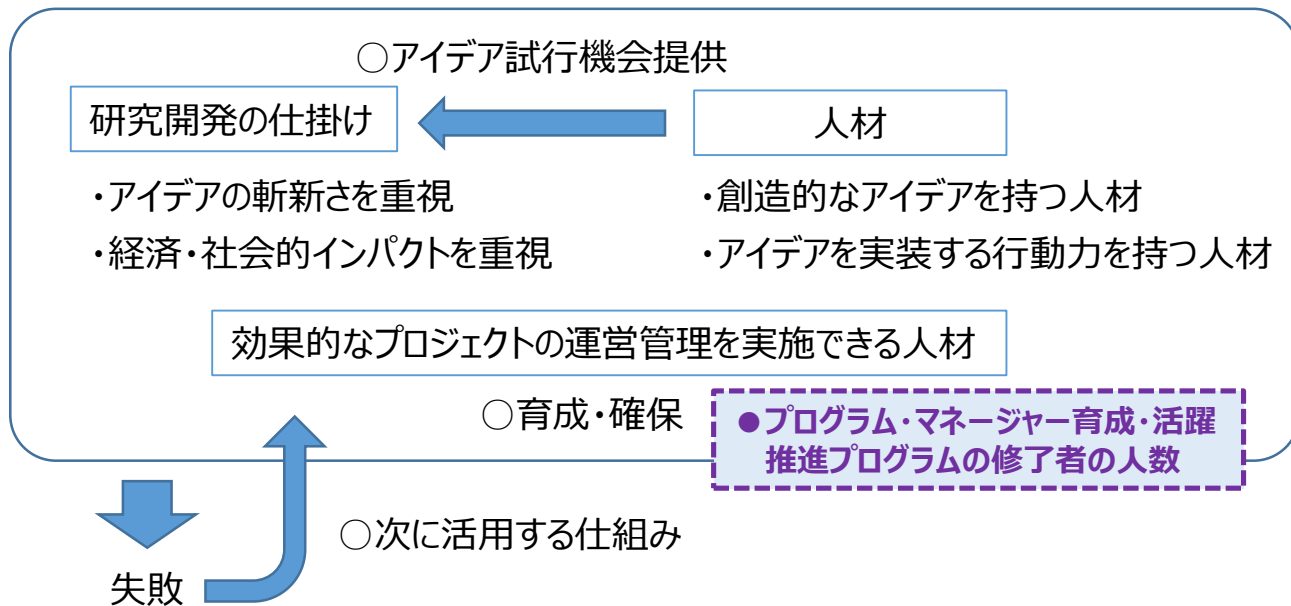 ○アイデア試行機会提供
研究開発の仕掛け
人材
・アイデアの斬新さを重視
・経済・社会的インパクトを重視
・創造的なアイデアを持つ人材
・アイデアを実装する行動力を持つ人材
効果的なプロジェクトの運営管理を実施できる人材
○育成・確保
●プログラム・マネージャー育成・活躍
推進プログラムの修了者の人数
○次に活用する仕組み
失敗